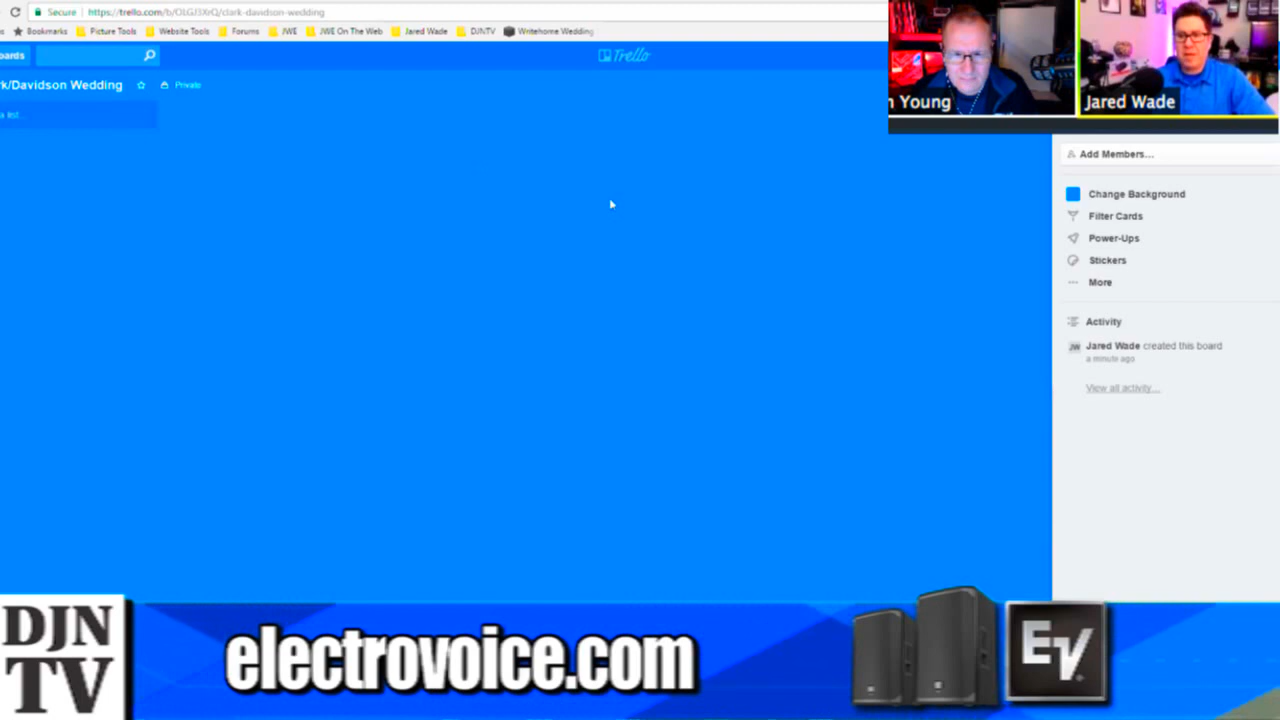 Secure https://trello.com/b/OLGJ3XrQ/clark-davidson-wedding
Bookmarks Picture Tools Website Tools Forums JWE JWE On The Web Jared Wade DJNTV Writehome Wedding
oards
Trello
rk/Davidson Wedding Private
a list
n Young
Jared Wade
Add Members…
Change Background
Filter Cards
Power-Ups
Stickers
More
Activity
JW Jared Wade created this board
a minute ago
View all activity…
DJN
TV
electrovoice.com
EV